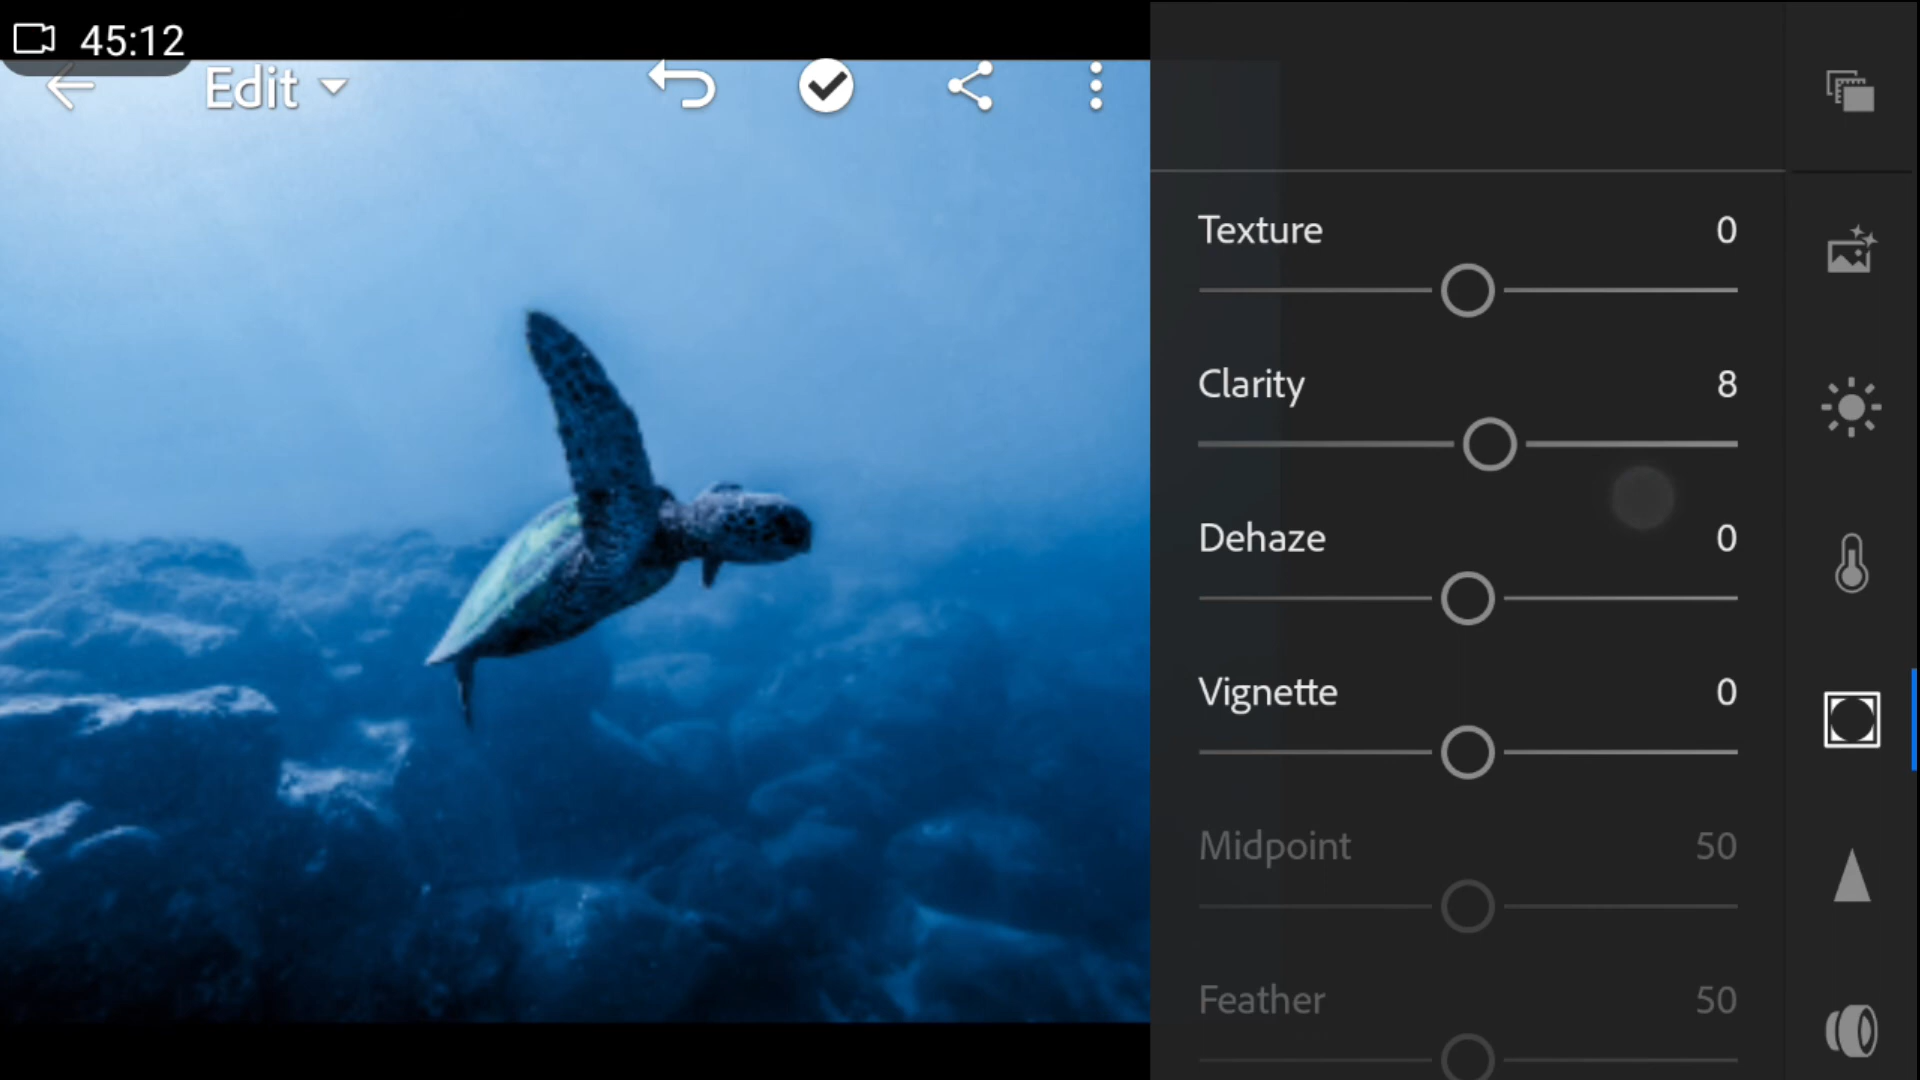 45:12
Edit
Texture 0
Clarity 8
Dehaze 0
Vignette 0
Midpoint 50
Feather 50